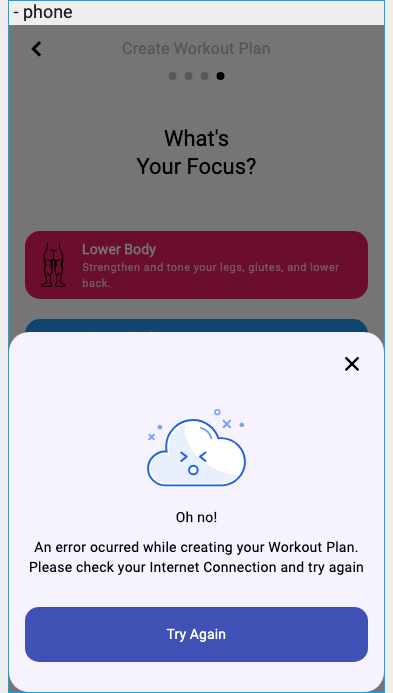 - phone
Create Workout Plan
What's
Your Focus?
Lower Body
Strengthen and tone your legs, glutes, and lower
back.
Oh no!
An error ocurred while creating your Workout Plan.
Please check your Internet Connection and try again
Try Again